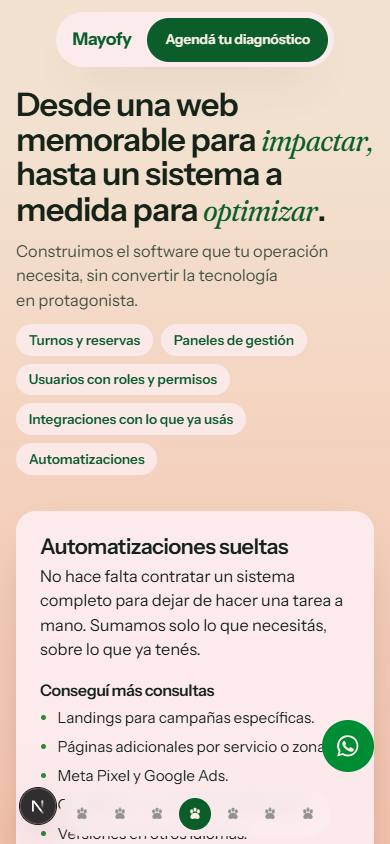 Mayofy
Agendá tu diagnóstico
Desde una web
memorable para impactar,
hasta un sistema a
medida para optimizar.
Construimos el software que tu operación
necesita, sin convertir la tecnología
en protagonista.
Turnos y reservas
Paneles de gestión
Usuarios con roles y permisos
Integraciones con lo que ya usás
Automatizaciones
Automatizaciones sueltas
No hace falta contratar un sistema
completo para dejar de hacer una tarea a
mano. Sumamos solo lo que necesitás,
sobre lo que ya tenés.
Conseguí más consultas
Landings para campañas específicas.
Páginas adicionales por servicio o zona
Meta Pixel y Google Ads.
N
Versiones en otros idiomas.